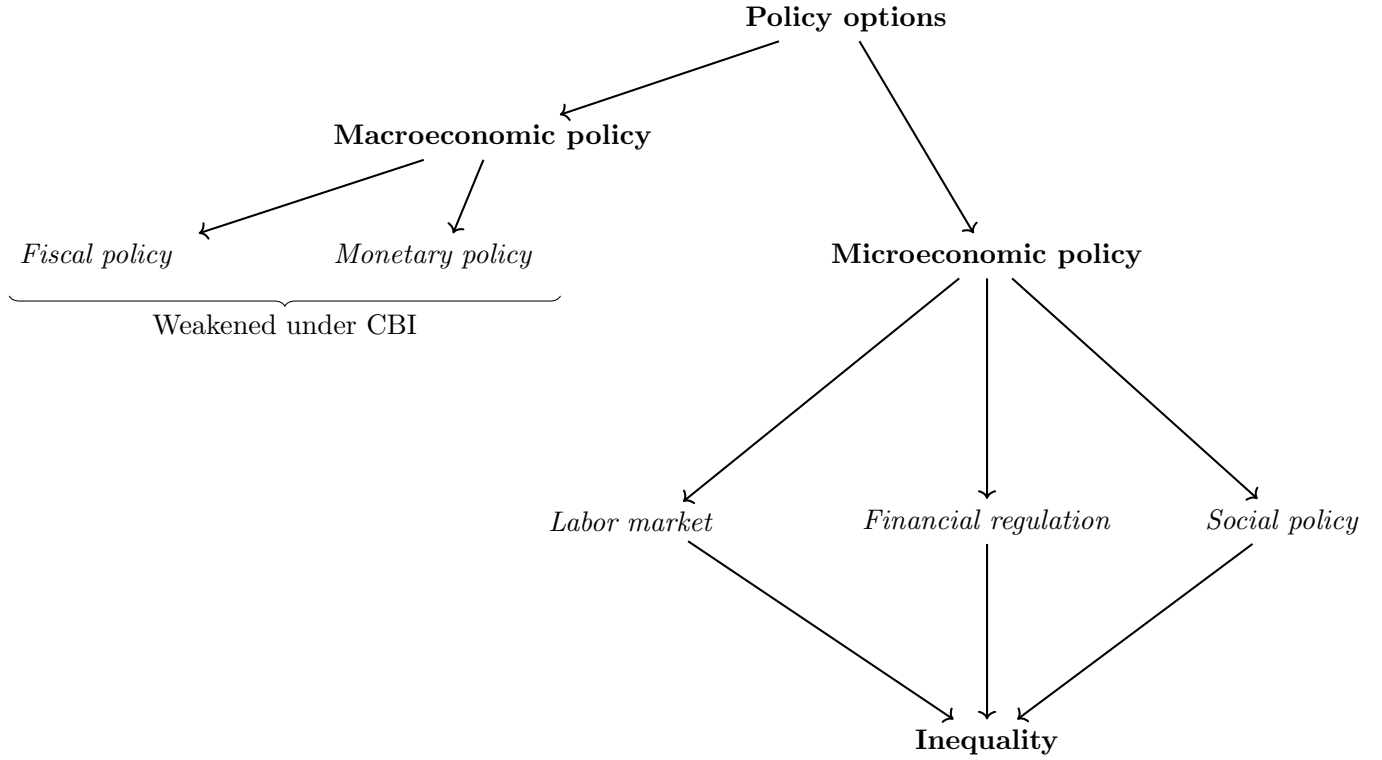 Policy options
Macroeconomic policy
Fiscal policy
Monetary policy
Microeconomic policy
Weakened under CBI
Labor market
Financial regulation
Social policy
Inequality